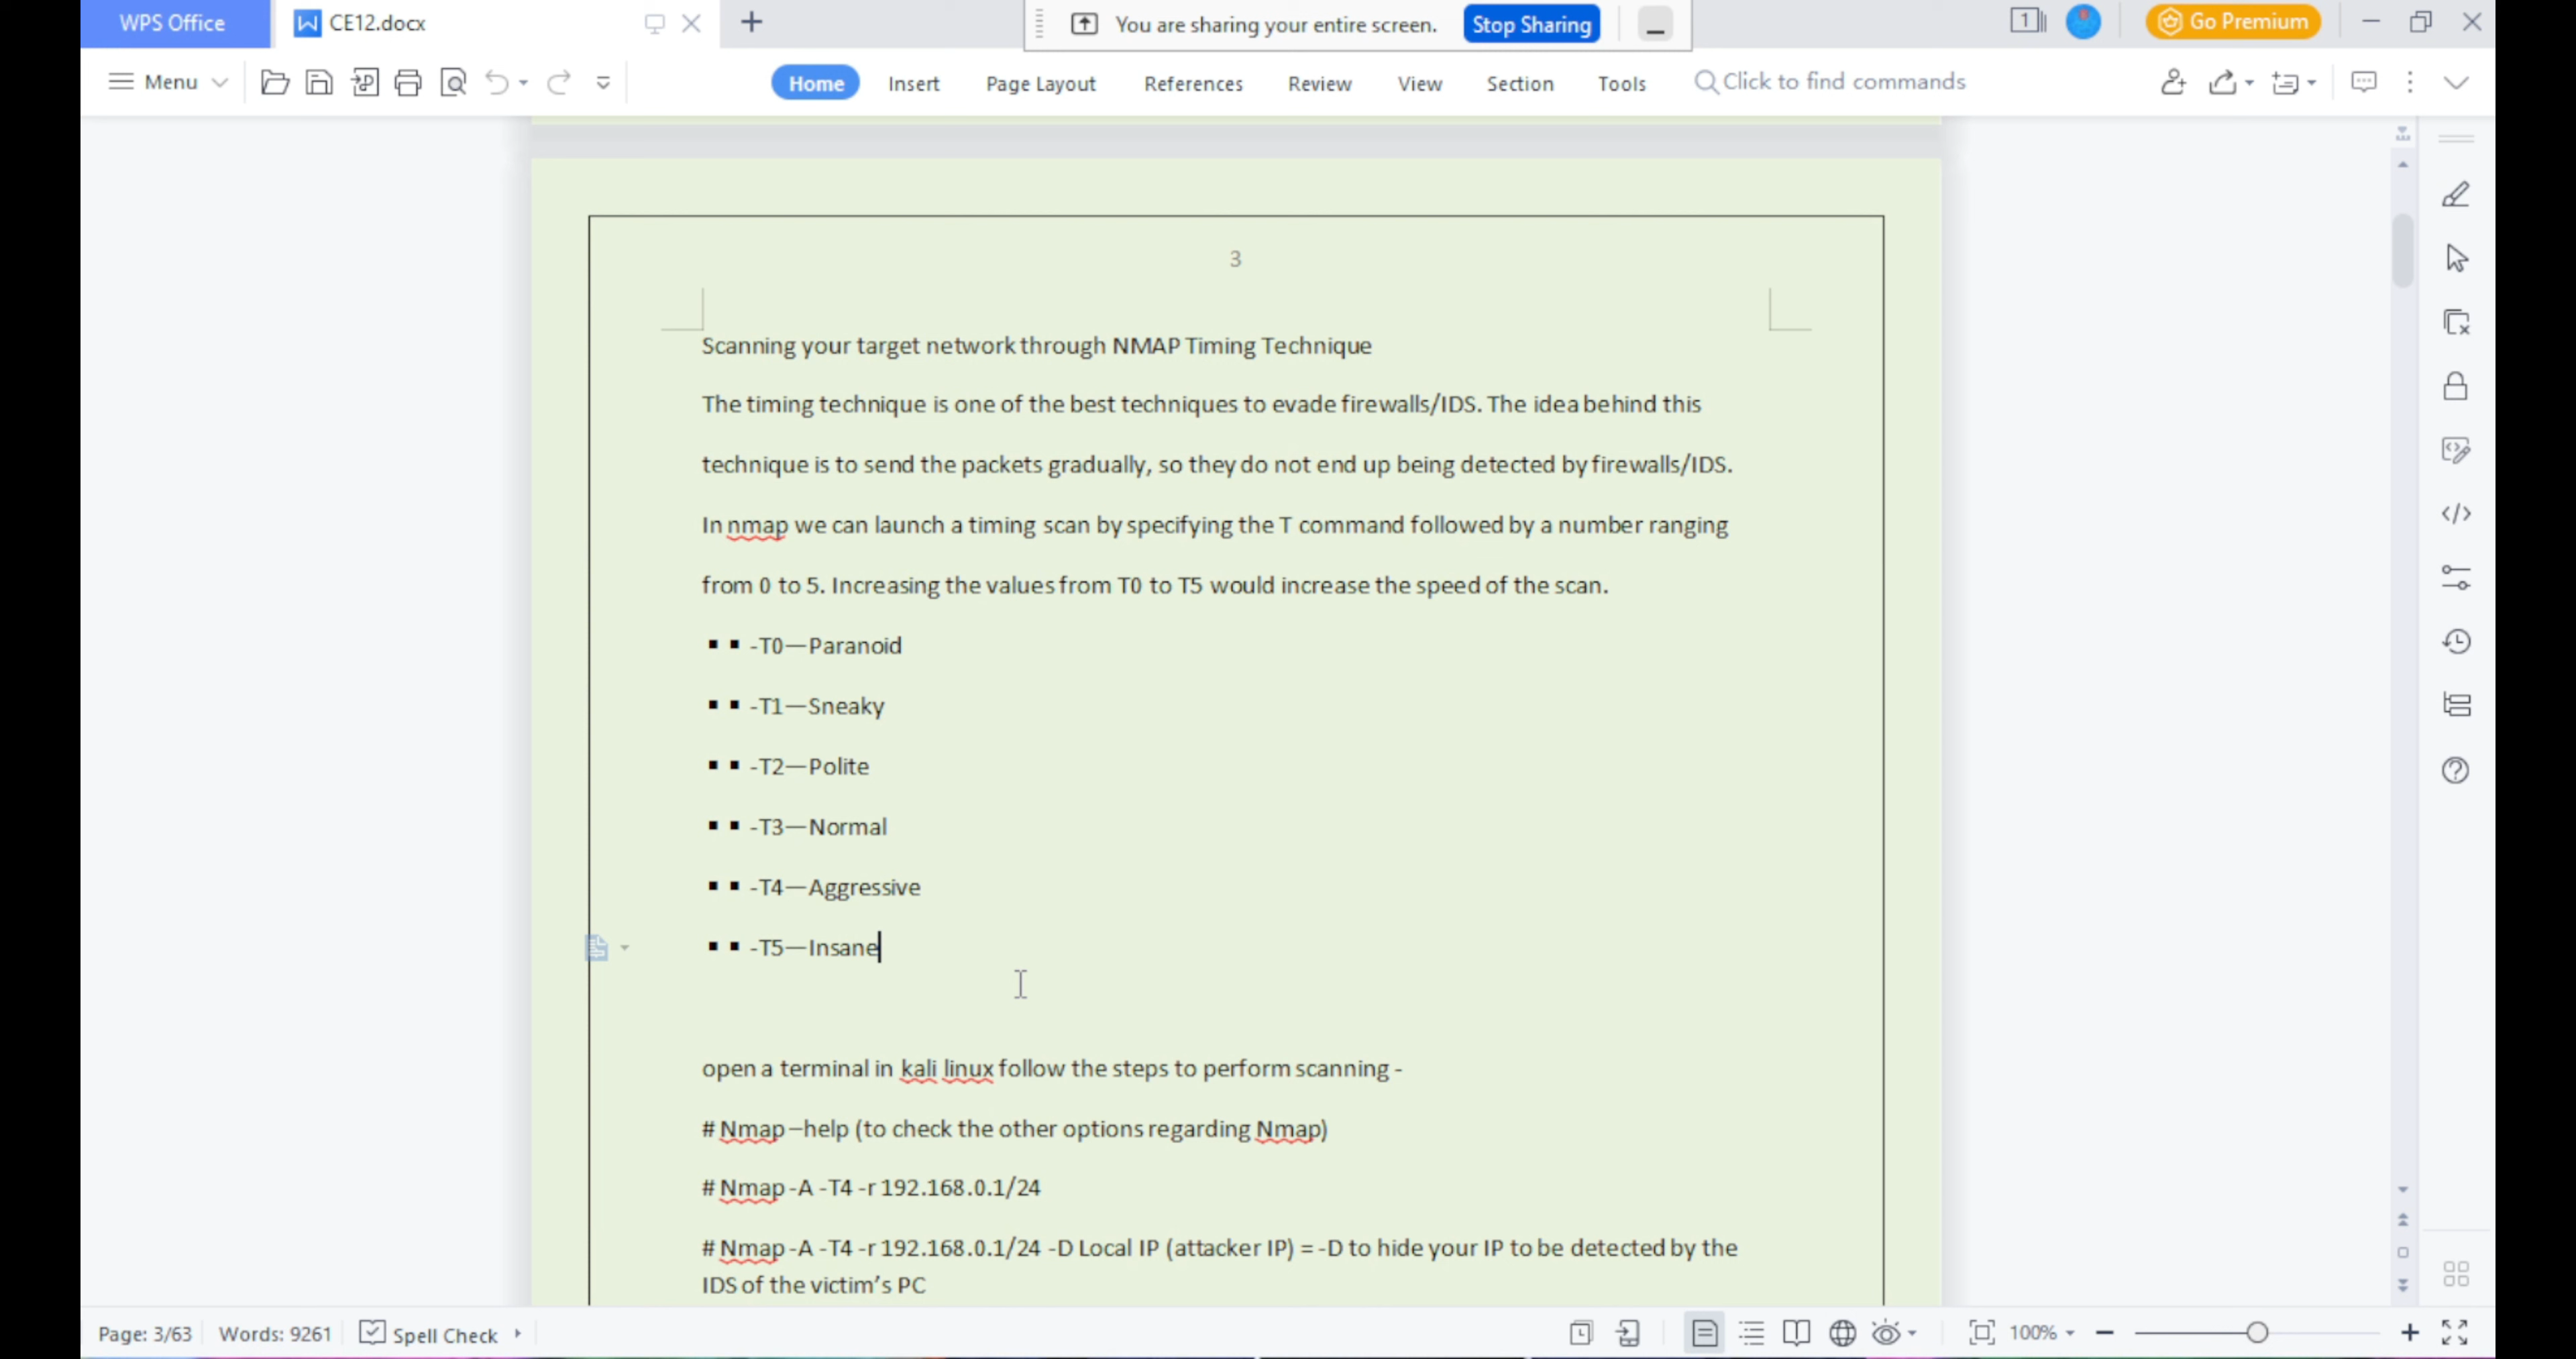 WPS Office
CE12.docx
You are sharing your entire screen.
Stop Sharing
1
Go Premium
Menu
Home
Insert
Page Layout
References
Review
View
Section
Tools
Click to find commands
3
Scanning your target network through NMAP Timing Technique
The timing technique is one of the best techniques to evade firewalls/IDS. The idea behind this
technique is to send the packets gradually, so they do not end up being detected by firewalls/IDS.
In nmap we can launch a timing scan by specifying the T command followed by a number ranging
from 0 to 5. Increasing the values from T0 to T5 would increase the speed of the scan.
▪ ▪ -T0—Paranoid
▪ ▪ -T1—Sneaky
▪ ▪ -T2—Polite
▪ ▪ -T3—Normal
▪ ▪ -T4—Aggressive
▪ ▪ -T5—Insane
open a terminal in kali linux follow the steps to perform scanning -
# Nmap –help (to check the other options regarding Nmap)
# Nmap -A -T4 -r 192.168.0.1/24
# Nmap -A -T4 -r 192.168.0.1/24 -D Local IP (attacker IP) = -D to hide your IP to be detected by the
IDS of the victim's PC
Page: 3/63
Words: 9261
Spell Check
100%